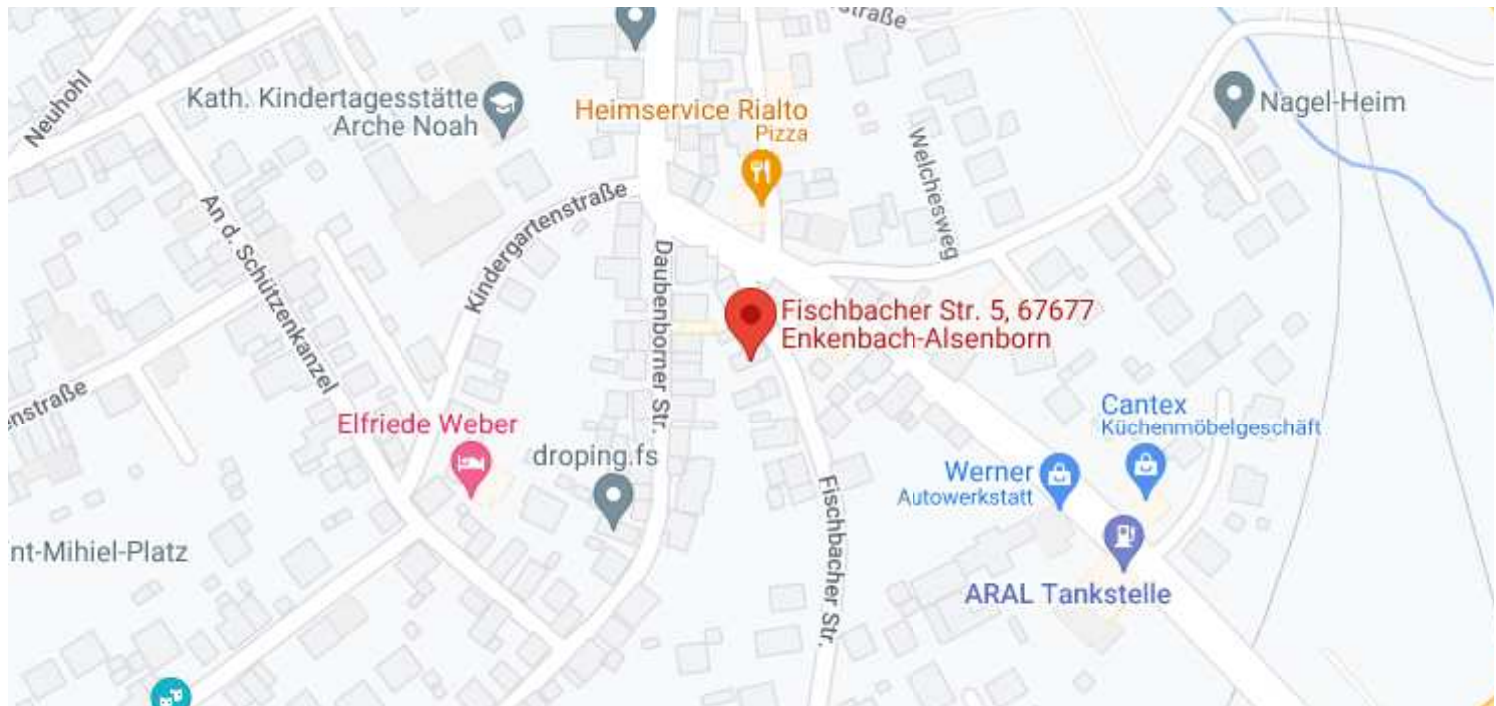 straße
Neuhohl
Kath. Kindertagesstätte
Arche Noah
Heimservice Rialto
Pizza
Nagel-Heim
Welchesweg
An d. Schützenkanzel
Kindergartenstraße
Daubenborner Str.
Fischbacher Str. 5, 67677
Enkenbach-Alsenborn
enstraße
Elfriede Weber
droping.fs
Cantex
Küchenmöbelgeschäft
Werner
Autowerkstatt
Fischbacher Str.
nt-Mihiel-Platz
ARAL Tankstelle